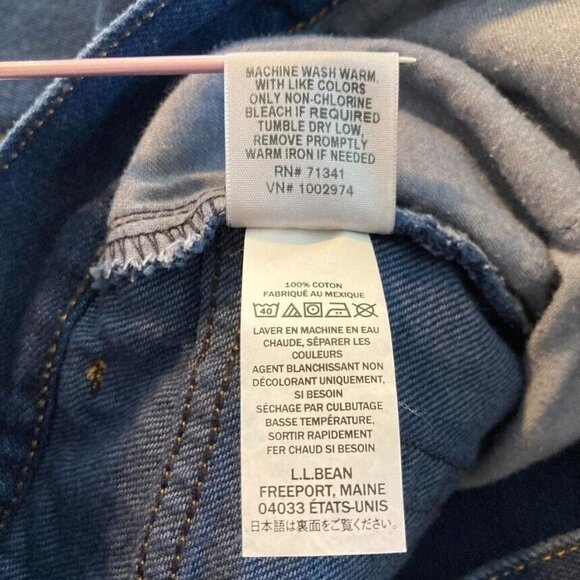 MACHINE WASH WARM,
WITH LIKE COLORS
ONLY NON-CHLORINE
BLEACH IF REQUIRED
TUMBLE DRY LOW,
REMOVE PROMPTLY
WARM IRON IF NEEDED
RN# 71341
VN# 1002974
100% COTON
FABRIQUÉ AU MEXIQUE
40
LAVER EN MACHINE EN EAU
CHAUDE, SÉPARER LES
COULEURS
AGENT BLANCHISSANT NON
DÉCOLORANT UNIQUEMENT,
SI BESOIN
SÉCHAGE PAR CULBUTAGE
BASSE TEMPÉRATURE,
SORTIR RAPIDEMENT
FER CHAUD SI BESOIN
L.L.BEAN
FREEPORT, MAINE
04033 ÉTATS-UNIS
日本語は裏面をご覧ください。